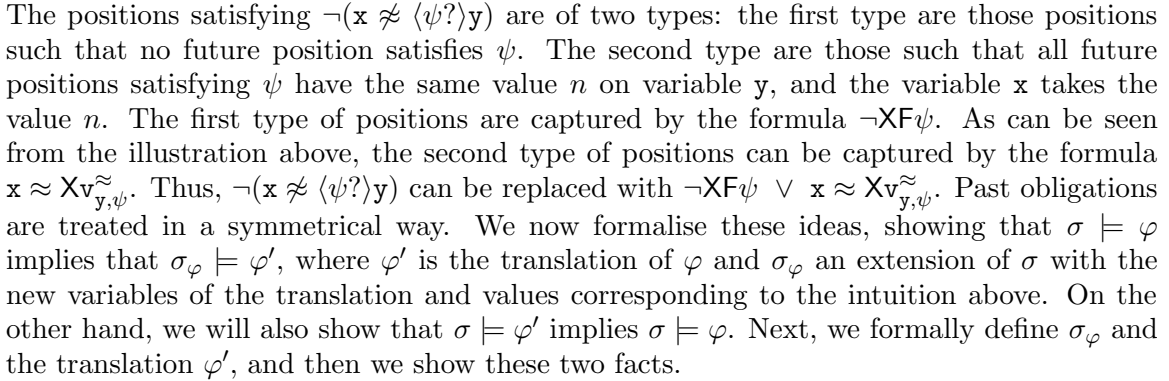 The positions satisfying ¬(x ≉ ⟨ψ?⟩y) are of two types: the first type are those positions
such that no future position satisfies ψ. The second type are those such that all future
positions satisfying ψ have the same value n on variable y, and the variable x takes the
value n. The first type of positions are captured by the formula ¬XFψ. As can be seen
from the illustration above, the second type of positions can be captured by the formula
x ≈ Xv≈y,ψ. Thus, ¬(x ≉ ⟨ψ?⟩y) can be replaced with ¬XFψ ∨ x ≈ Xv≈y,ψ. Past obligations
are treated in a symmetrical way. We now formalise these ideas, showing that σ ⊨ φ
implies that σφ ⊨ φ′, where φ′ is the translation of φ and σφ an extension of σ with the
new variables of the translation and values corresponding to the intuition above. On the
other hand, we will also show that σ ⊨ φ′ implies σ ⊨ φ. Next, we formally define σφ and
the translation φ′, and then we show these two facts.